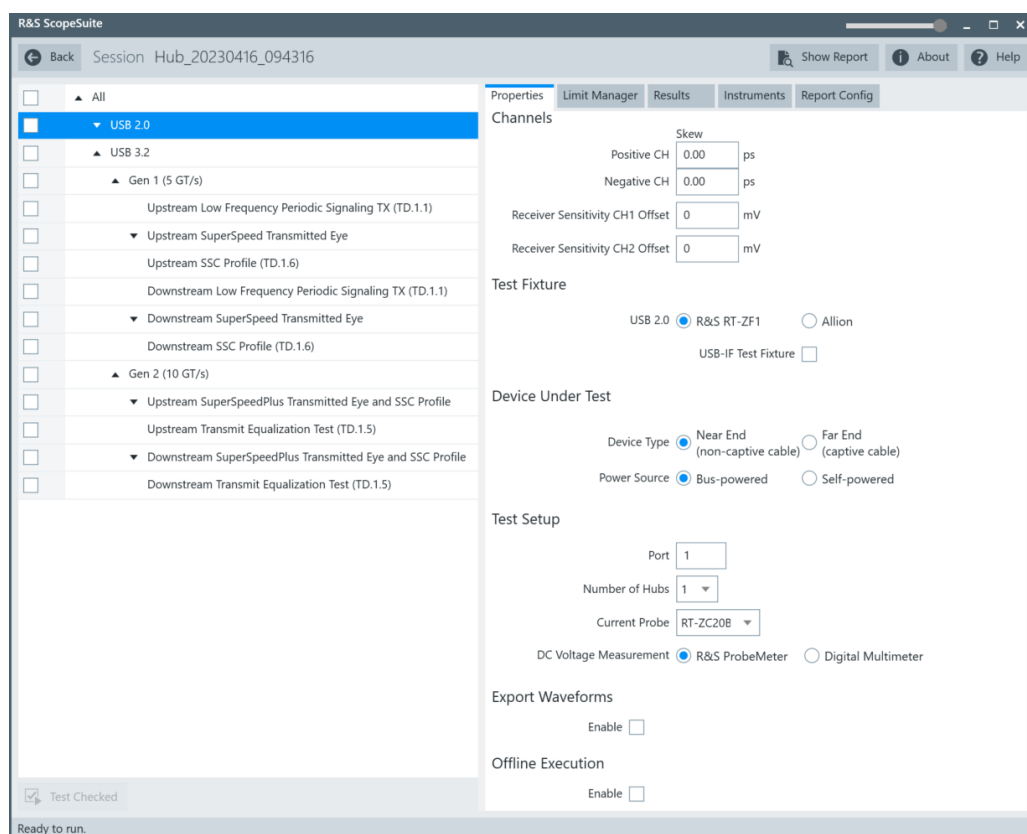 R&S ScopeSuite
Back Session Hub_20230416_094316 Show Report About Help
All
USB 2.0
USB 3.2
Gen 1 (5 GT/s)
Upstream Low Frequency Periodic Signaling TX (TD.1.1)
Upstream SuperSpeed Transmitted Eye
Upstream SSC Profile (TD.1.6)
Downstream Low Frequency Periodic Signaling TX (TD.1.1)
Downstream SuperSpeed Transmitted Eye
Downstream SSC Profile (TD.1.6)
Gen 2 (10 GT/s)
Upstream SuperSpeedPlus Transmitted Eye and SSC Profile
Upstream Transmit Equalization Test (TD.1.5)
Downstream SuperSpeedPlus Transmitted Eye and SSC Profile
Downstream Transmit Equalization Test (TD.1.5)
Test Checked
Properties Limit Manager Results Instruments Report Config
Channels
Skew
Positive CH 0.00 ps
Negative CH 0.00 ps
Receiver Sensitivity CH1 Offset 0 mV
Receiver Sensitivity CH2 Offset 0 mV
Test Fixture
USB 2.0 R&S RT-ZF1 Allion
USB-IF Test Fixture
Device Under Test
Device Type Near End (non-captive cable) Far End (captive cable)
Power Source Bus-powered Self-powered
Test Setup
Port 1
Number of Hubs 1
Current Probe RT-ZC20B
DC Voltage Measurement R&S ProbeMeter Digital Multimeter
Export Waveforms
Enable
Offline Execution
Enable
Ready to run.